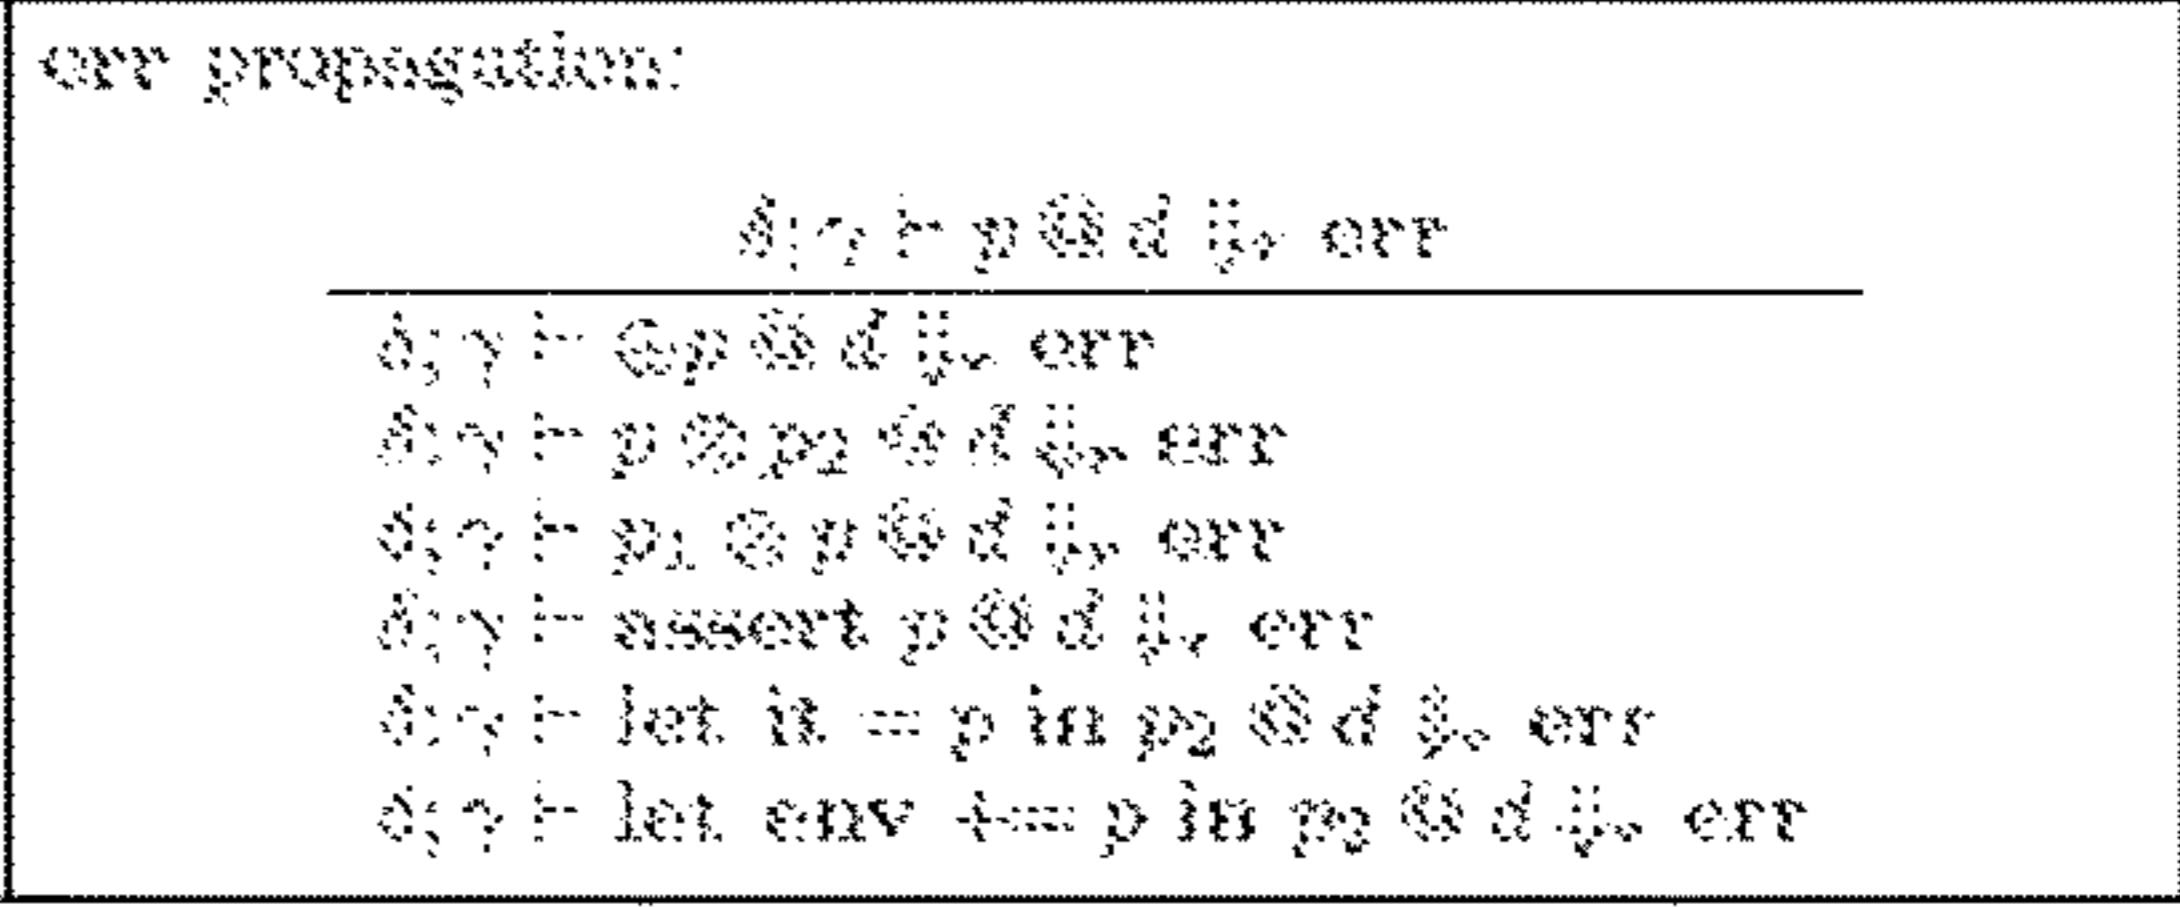 err propagation:
δ; γ ⊢ p @ d ⇓r err
δ; γ ⊢ ⊖p @ d ⇓r err
δ; γ ⊢ p ⊗ p2 @ d ⇓r err
δ; γ ⊢ p1 ⊗ p @ d ⇓r err
δ; γ ⊢ assert p @ d ⇓r err
δ; γ ⊢ let it = p in p2 @ d ⇓r err
δ; γ ⊢ let env += p in p2 @ d ⇓r err